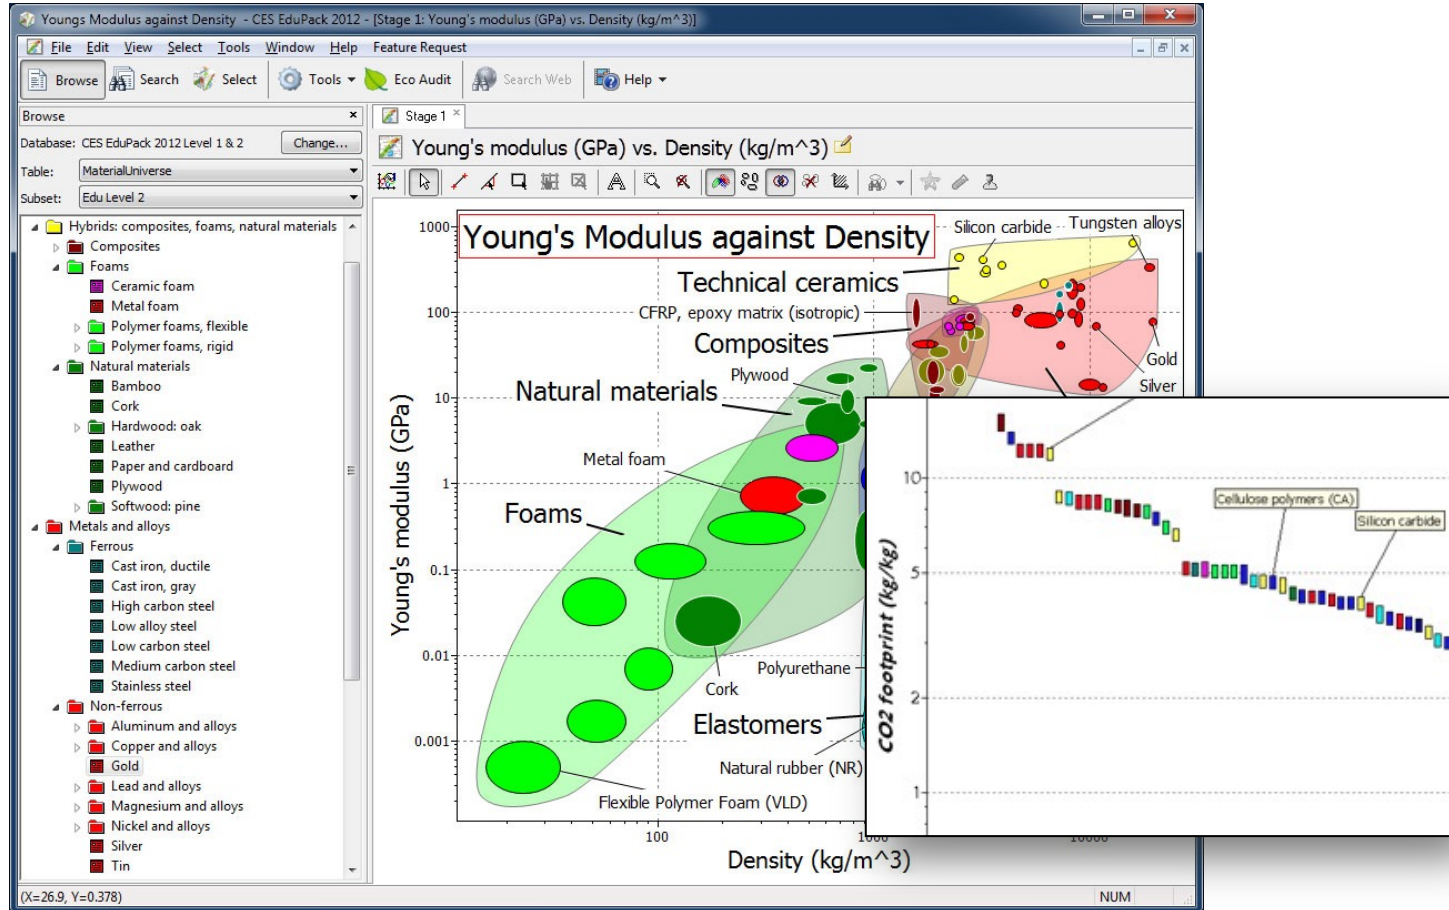 Youngs Modulus against Density - CES EduPack 2012 - [Stage 1: Young's modulus (GPa) vs. Density (kg/m^3)]
File Edit View Select Tools Window Help Feature Request
Browse Search Select Tools Eco Audit Search Web Help
Browse
Database: CES EduPack 2012 Level 1 & 2 Change...
Table: MaterialUniverse
Subset: Edu Level 2
Hybrids: composites, foams, natural materials
Composites
Foams
Ceramic foam
Metal foam
Polymer foams, flexible
Polymer foams, rigid
Natural materials
Bamboo
Cork
Hardwood: oak
Leather
Paper and cardboard
Plywood
Softwood: pine
Metals and alloys
Ferrous
Cast iron, ductile
Cast iron, gray
High carbon steel
Low alloy steel
Low carbon steel
Medium carbon steel
Stainless steel
Non-ferrous
Aluminum and alloys
Copper and alloys
Gold
Lead and alloys
Magnesium and alloys
Nickel and alloys
Silver
Tin
Stage 1
Young's modulus (GPa) vs. Density (kg/m^3)
Young's Modulus against Density
Silicon carbide
Tungsten alloys
Technical ceramics
CFRP, epoxy matrix (isotropic)
Composites
Gold
Silver
Natural materials
Plywood
Metal foam
Foams
Cork
Polyurethane
Elastomers
Natural rubber (NR)
Flexible Polymer Foam (VLD)
Young's modulus (GPa)
1000
100
10
1
0.1
0.01
0.001
100
1000
10000
Density (kg/m^3)
CO2 footprint (kg/kg)
10
5
2
1
Cellulose polymers (CA)
Silicon carbide
(X=26.9, Y=0.378)
NUM